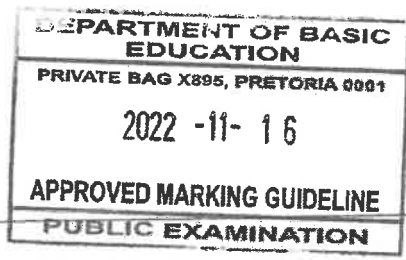 DEPARTMENT OF BASIC
EDUCATION
PRIVATE BAG X895, PRETORIA 0001
2022 -11- 16
APPROVED MARKING GUIDELINE
PUBLIC EXAMINATION